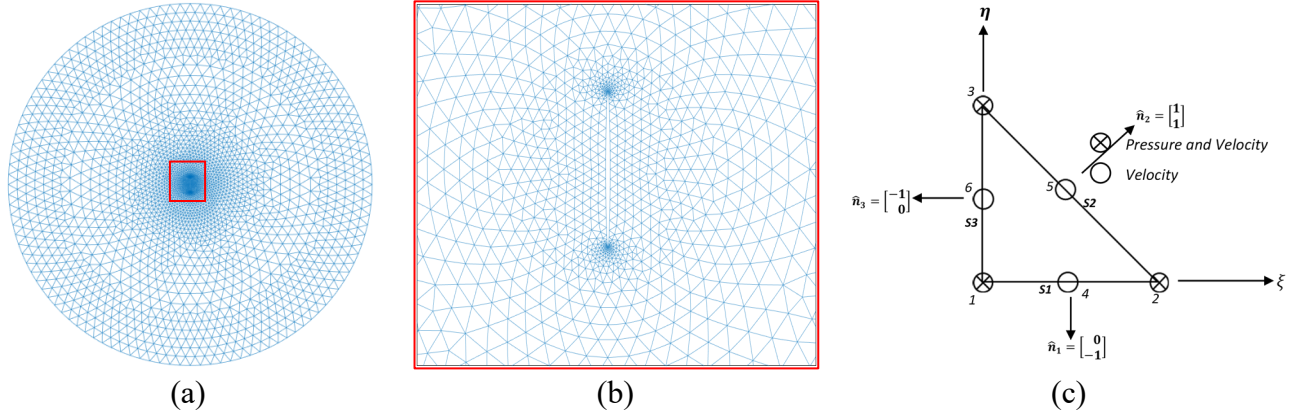 η
3
n̂₂ = [1 1]
Pressure and Velocity
Velocity
6
5
S2
n̂₃ = [-1 0]
S3
ξ
1
S1
4
2
n̂₁ = [0 -1]
(a)
(b)
(c)